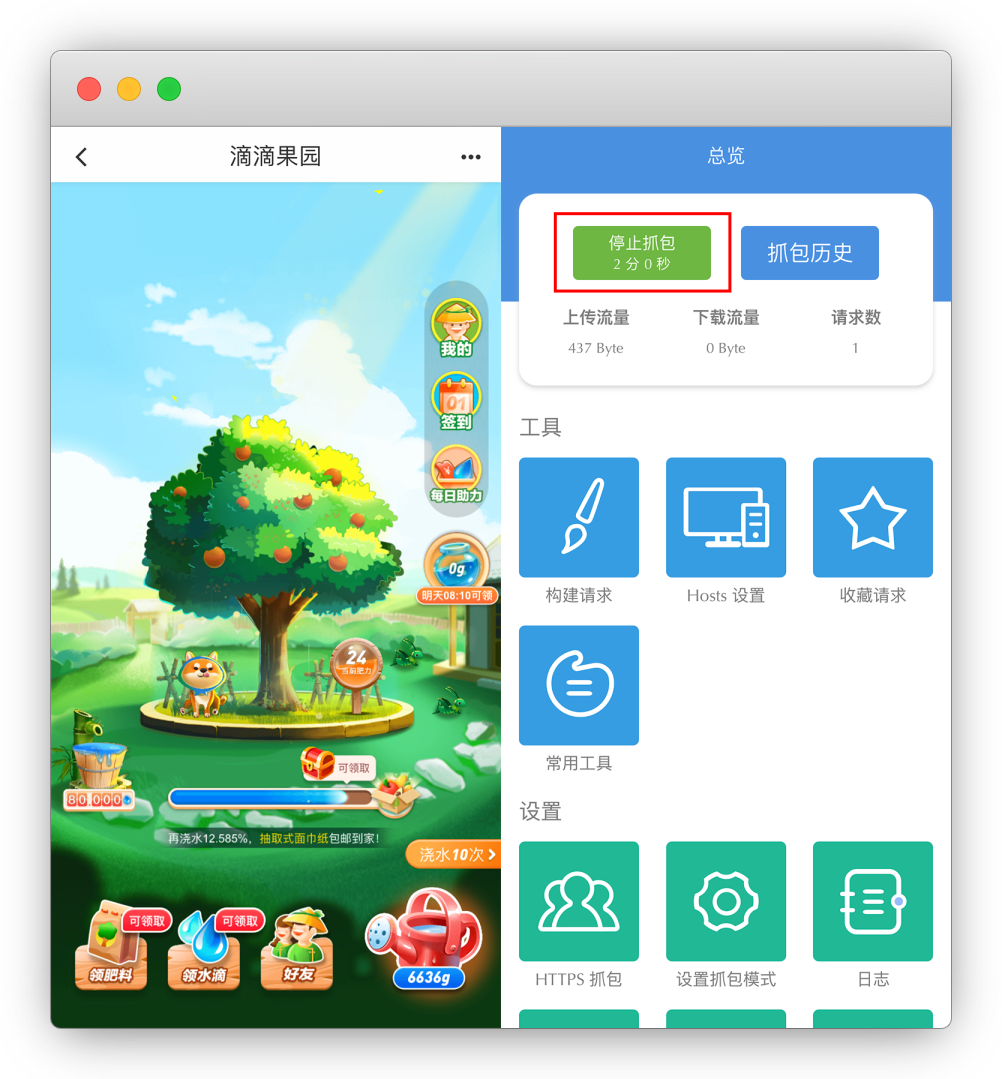 滴滴果园
我的
01
签到
每日助力
0g
明天08:10可领
24
当前肥力
可领取
80.000
再浇水12.585%，抽取式面巾纸包邮到家！
浇水10次
可领取
领肥料
可领取
领水滴
好友
6636g
总览
停止抓包
2 分 0 秒
抓包历史
上传流量
下载流量
请求数
437 Byte
0 Byte
1
工具
构建请求
Hosts 设置
收藏请求
常用工具
设置
HTTPS 抓包
设置抓包模式
日志